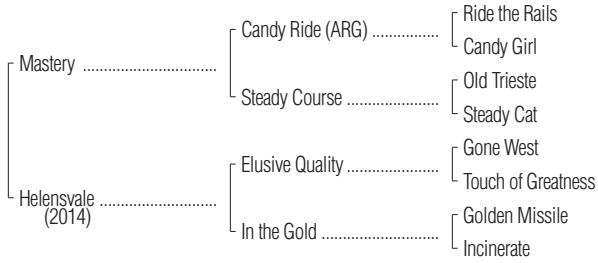 Ride the Rails
Candy Ride (ARG) ................
Candy Girl
Mastery ................................
Old Trieste
Steady Course ......................
Steady Cat
Gone West
Elusive Quality ......................
Touch of Greatness
Helensvale ............................
(2014)
Golden Missile
In the Gold ............................
Incinerate